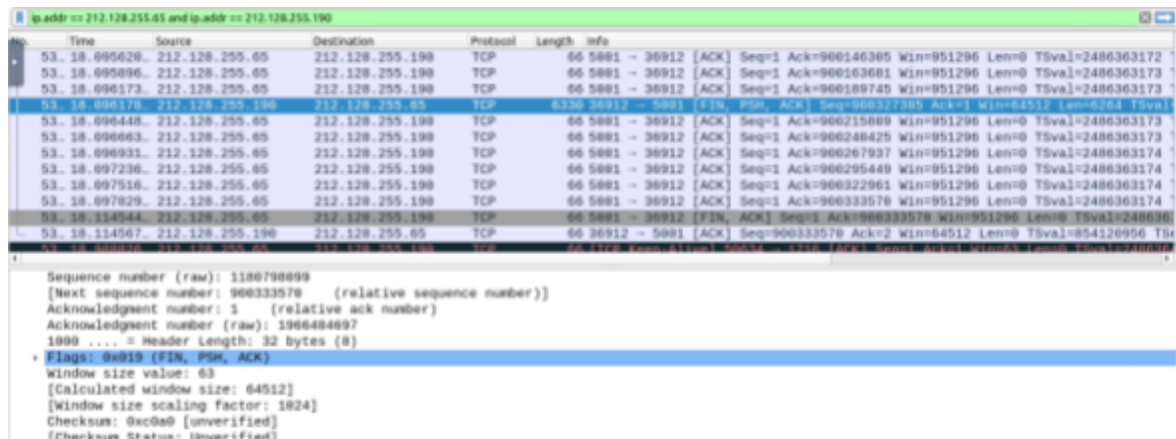 ip.addr == 212.128.255.65 and ip.addr == 212.128.255.190
No. Time Source Destination Protocol Length Info
53… 18.095620… 212.128.255.65 212.128.255.190 TCP 66 5001 → 36912 [ACK] Seq=1 Ack=900146305 Win=951296 Len=0 TSval=2486363172
53… 18.095896… 212.128.255.65 212.128.255.190 TCP 66 5001 → 36912 [ACK] Seq=1 Ack=900163681 Win=951296 Len=0 TSval=2486363173
53… 18.096173… 212.128.255.65 212.128.255.190 TCP 66 5001 → 36912 [ACK] Seq=1 Ack=900189745 Win=951296 Len=0 TSval=2486363173
53… 18.096178… 212.128.255.190 212.128.255.65 TCP 6330 36912 → 5001 [FIN, PSH, ACK] Seq=900327305 Ack=1 Win=64512 Len=6264 TSval
53… 18.096448… 212.128.255.65 212.128.255.190 TCP 66 5001 → 36912 [ACK] Seq=1 Ack=900215809 Win=951296 Len=0 TSval=2486363173
53… 18.096663… 212.128.255.65 212.128.255.190 TCP 66 5001 → 36912 [ACK] Seq=1 Ack=900240425 Win=951296 Len=0 TSval=2486363173
53… 18.096931… 212.128.255.65 212.128.255.190 TCP 66 5001 → 36912 [ACK] Seq=1 Ack=900267937 Win=951296 Len=0 TSval=2486363174
53… 18.097236… 212.128.255.65 212.128.255.190 TCP 66 5001 → 36912 [ACK] Seq=1 Ack=900295449 Win=951296 Len=0 TSval=2486363174
53… 18.097516… 212.128.255.65 212.128.255.190 TCP 66 5001 → 36912 [ACK] Seq=1 Ack=900322961 Win=951296 Len=0 TSval=2486363174
53… 18.097829… 212.128.255.65 212.128.255.190 TCP 66 5001 → 36912 [ACK] Seq=1 Ack=900333570 Win=951296 Len=0 TSval=2486363174
53… 18.114544… 212.128.255.65 212.128.255.190 TCP 66 5001 → 36912 [FIN, ACK] Seq=1 Ack=900333570 Win=951296 Len=0 TSval=248636
53… 18.114567… 212.128.255.190 212.128.255.65 TCP 66 36912 → 5001 [ACK] Seq=900333570 Ack=2 Win=64512 Len=0 TSval=854120956 TSe
Sequence number (raw): 1180798099
[Next sequence number: 900333570 (relative sequence number)]
Acknowledgment number: 1 (relative ack number)
Acknowledgment number (raw): 1966484697
1000 .... = Header Length: 32 bytes (8)
Flags: 0x019 (FIN, PSH, ACK)
Window size value: 63
[Calculated window size: 64512]
[Window size scaling factor: 1024]
Checksum: 0xc0a0 [unverified]
[Checksum Status: Unverified]